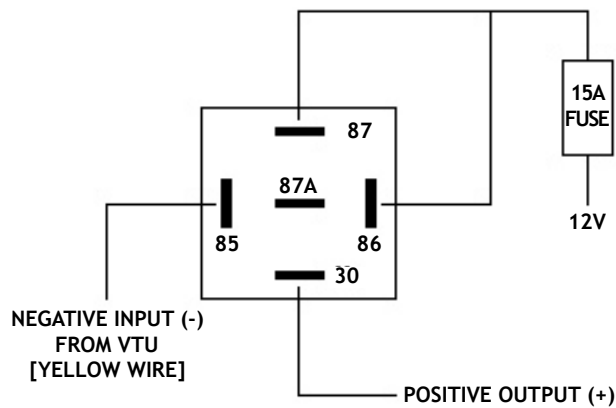 87
15A
FUSE
87A
12V
85
86
30
NEGATIVE INPUT (-)
FROM VTU
[YELLOW WIRE]
POSITIVE OUTPUT (+)